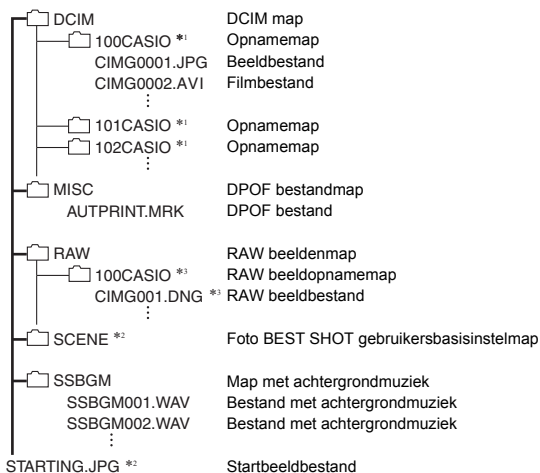 DCIM DCIM map
100CASIO *1 Opnamemap
CIMG0001.JPG Beeldbestand
CIMG0002.AVI Filmbestand
101CASIO *1 Opnamemap
102CASIO *1 Opnamemap
MISC DPOF bestandmap
AUTPRINT.MRK DPOF bestand
RAW RAW beeldenmap
100CASIO *3 RAW beeldopnamemap
CIMG001.DNG *3 RAW beeldbestand
SCENE *2 Foto BEST SHOT gebruikersbasisinstelmap
SSBGM Map met achtergrondmuziek
SSBGM001.WAV Bestand met achtergrondmuziek
SSBGM002.WAV Bestand met achtergrondmuziek
STARTING.JPG *2 Startbeeldbestand